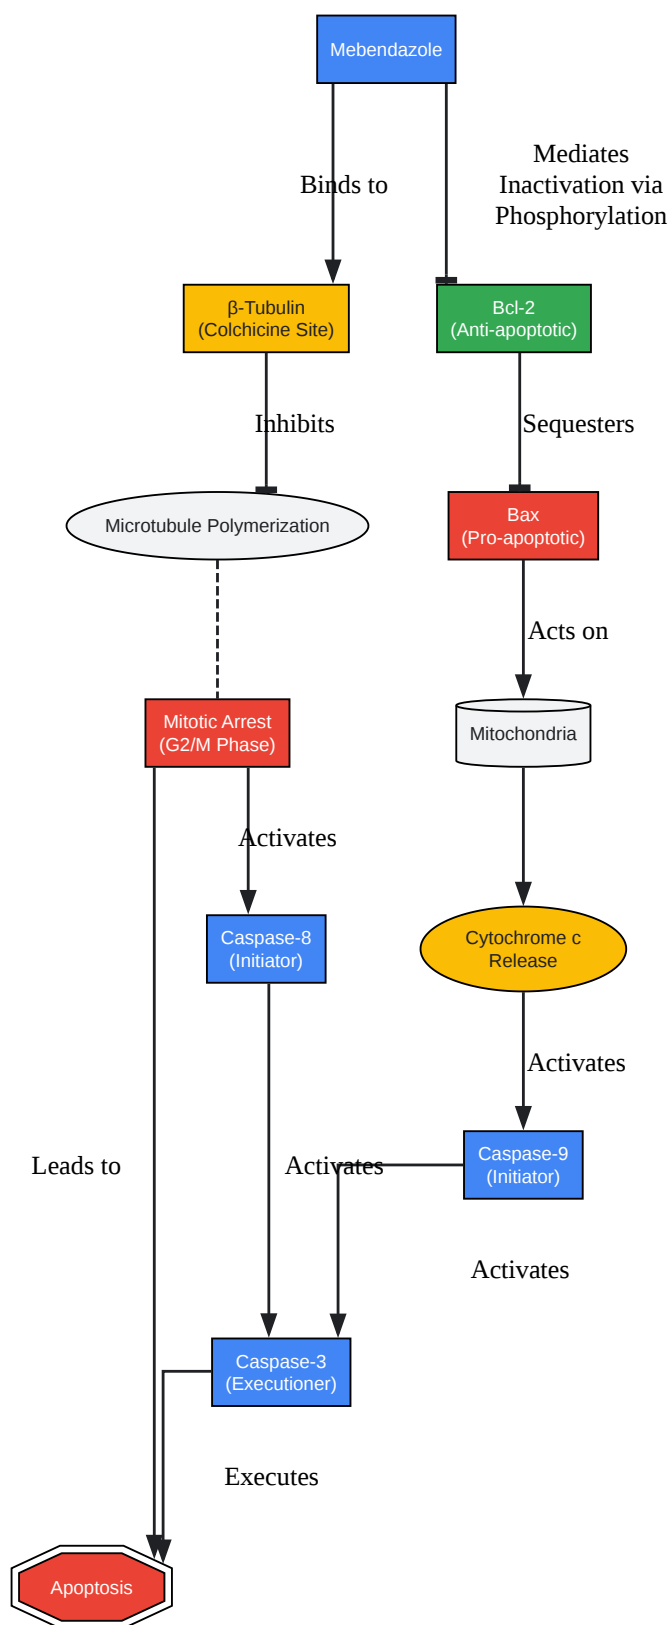 Mebendazole
Binds to
Mediates
Inactivation via
Phosphorylation
β-Tubulin
(Colchicine Site)
Bcl-2
(Anti-apoptotic)
Inhibits
Sequesters
Microtubule Polymerization
Bax
(Pro-apoptotic)
Acts on
Mitotic Arrest
(G2/M Phase)
Mitochondria
Activates
Caspase-8
(Initiator)
Cytochrome c
Release
Activates
Leads to
Activates
Caspase-9
(Initiator)
Activates
Caspase-3
(Executioner)
Executes
Apoptosis